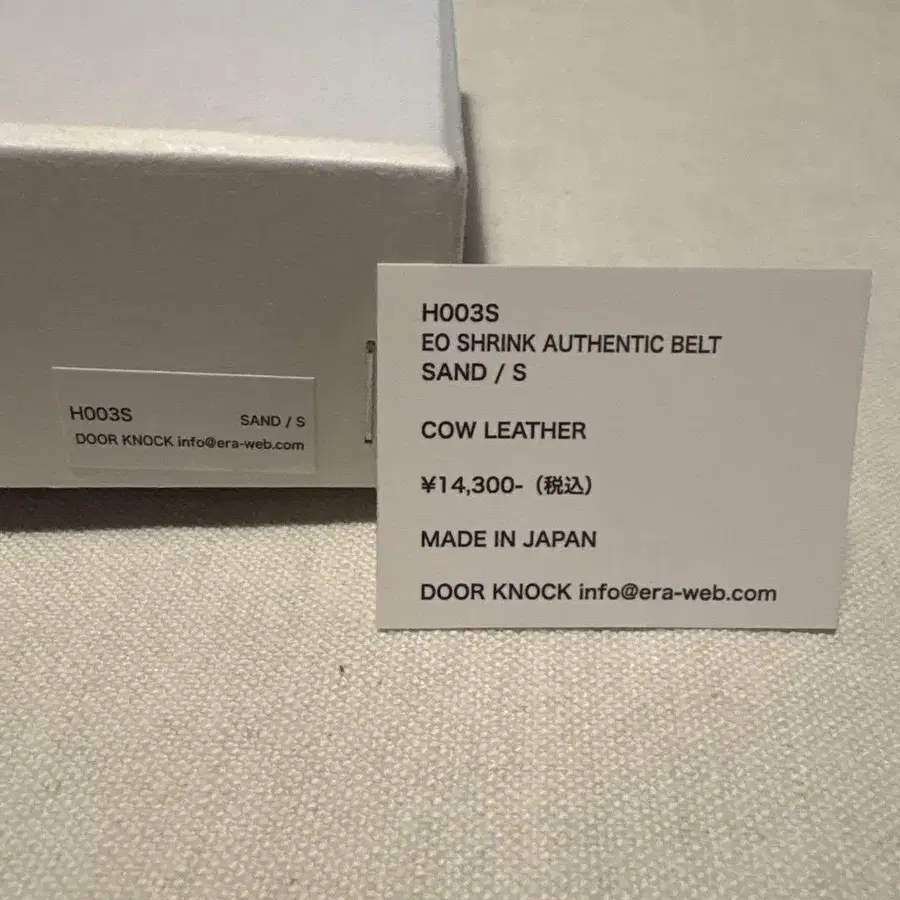 H003S
SAND / S
DOOR KNOCK info@era-web.com
H003S
EO SHRINK AUTHENTIC BELT
SAND / S
COW LEATHER
¥14,300-（税込）
MADE IN JAPAN
DOOR KNOCK info@era-web.com